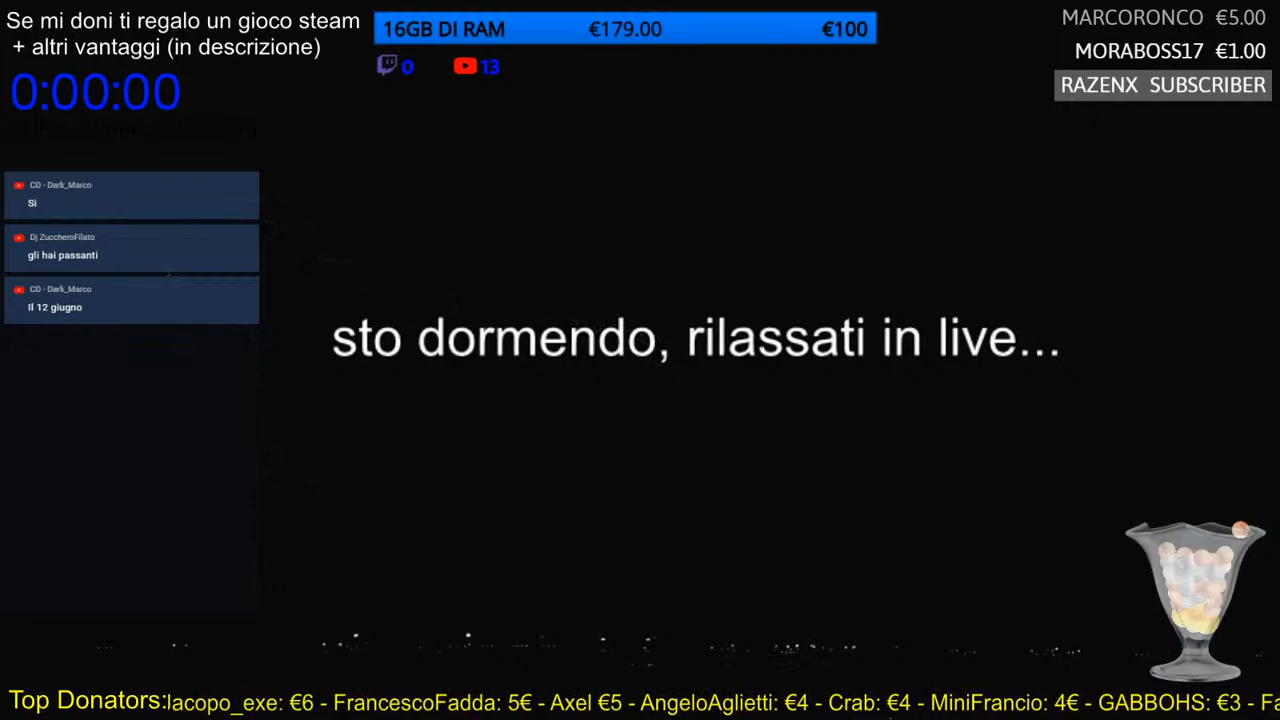 Se mi doni ti regalo un gioco steam
+ altri vantaggi (in descrizione)
0:00:00
16GB DI RAM €179.00 €100
0 13
MARCORONCO €5.00
MORABOSS17 €1.00
RAZENX SUBSCRIBER
CD - Dark_Marco
Si
Dj ZuccheroFilato
gli hai passanti
CD - Dark_Marco
Il 12 giugno
sto dormendo, rilassati in live...
Top Donators:Iacopo_exe: €6 - FrancescoFadda: 5€ - Axel €5 - AngeloAglietti: €4 - Crab: €4 - MiniFrancio: 4€ - GABBOHS: €3 - Fa